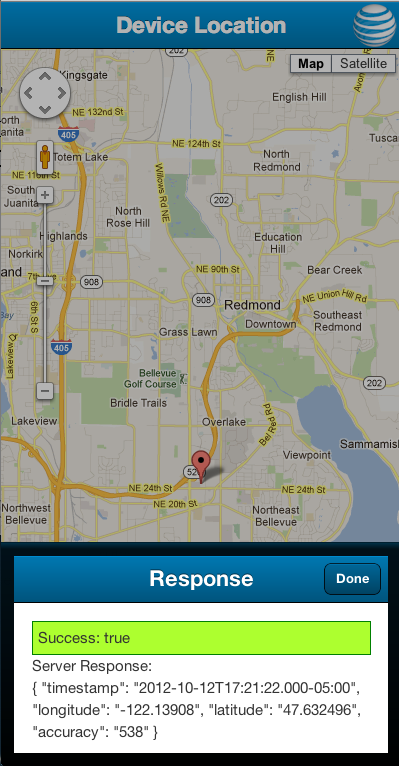 Device Location
Map
Satellite
202
Kingsgate
English Hill
NE 132nd St
405
NE 124th St
Totem Lake
NE 116th St
North
Redmond
Willows Rd NE
South
Juanita
202
North
Rose Hill
Highlands
Education
Hill
Norkirk
NE 90th St
Bear Creek
908
908
Redmond
NE Union Hill Rd
Downtown
Southeast
Redmond
6th St S
Grass Lawn
405
Lakeview
Bellevue
Golf Course
202
Bridle Trails
Lakeview
Overlake
Bel Red Rd
Viewpoint
Sammamish
NE 24th St
NE 24th St
NE 20th St
Northwest
Bellevue
Northeast
Bellevue
Response
Done
Success: true
Server Response:
{ "timestamp": "2012-10-12T17:21:22.000-05:00",
"longitude": "-122.13908", "latitude": "47.632496",
"accuracy": "538" }